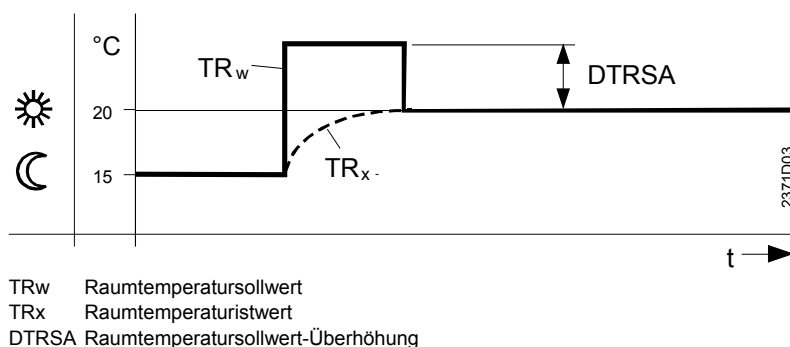 °C
TRw
DTRSA
20
TRx
15
2371D03
t
TRw Raumtemperatursollwert
TRx Raumtemperaturistwert
DTRSA Raumtemperatursollwert-Überhöhung